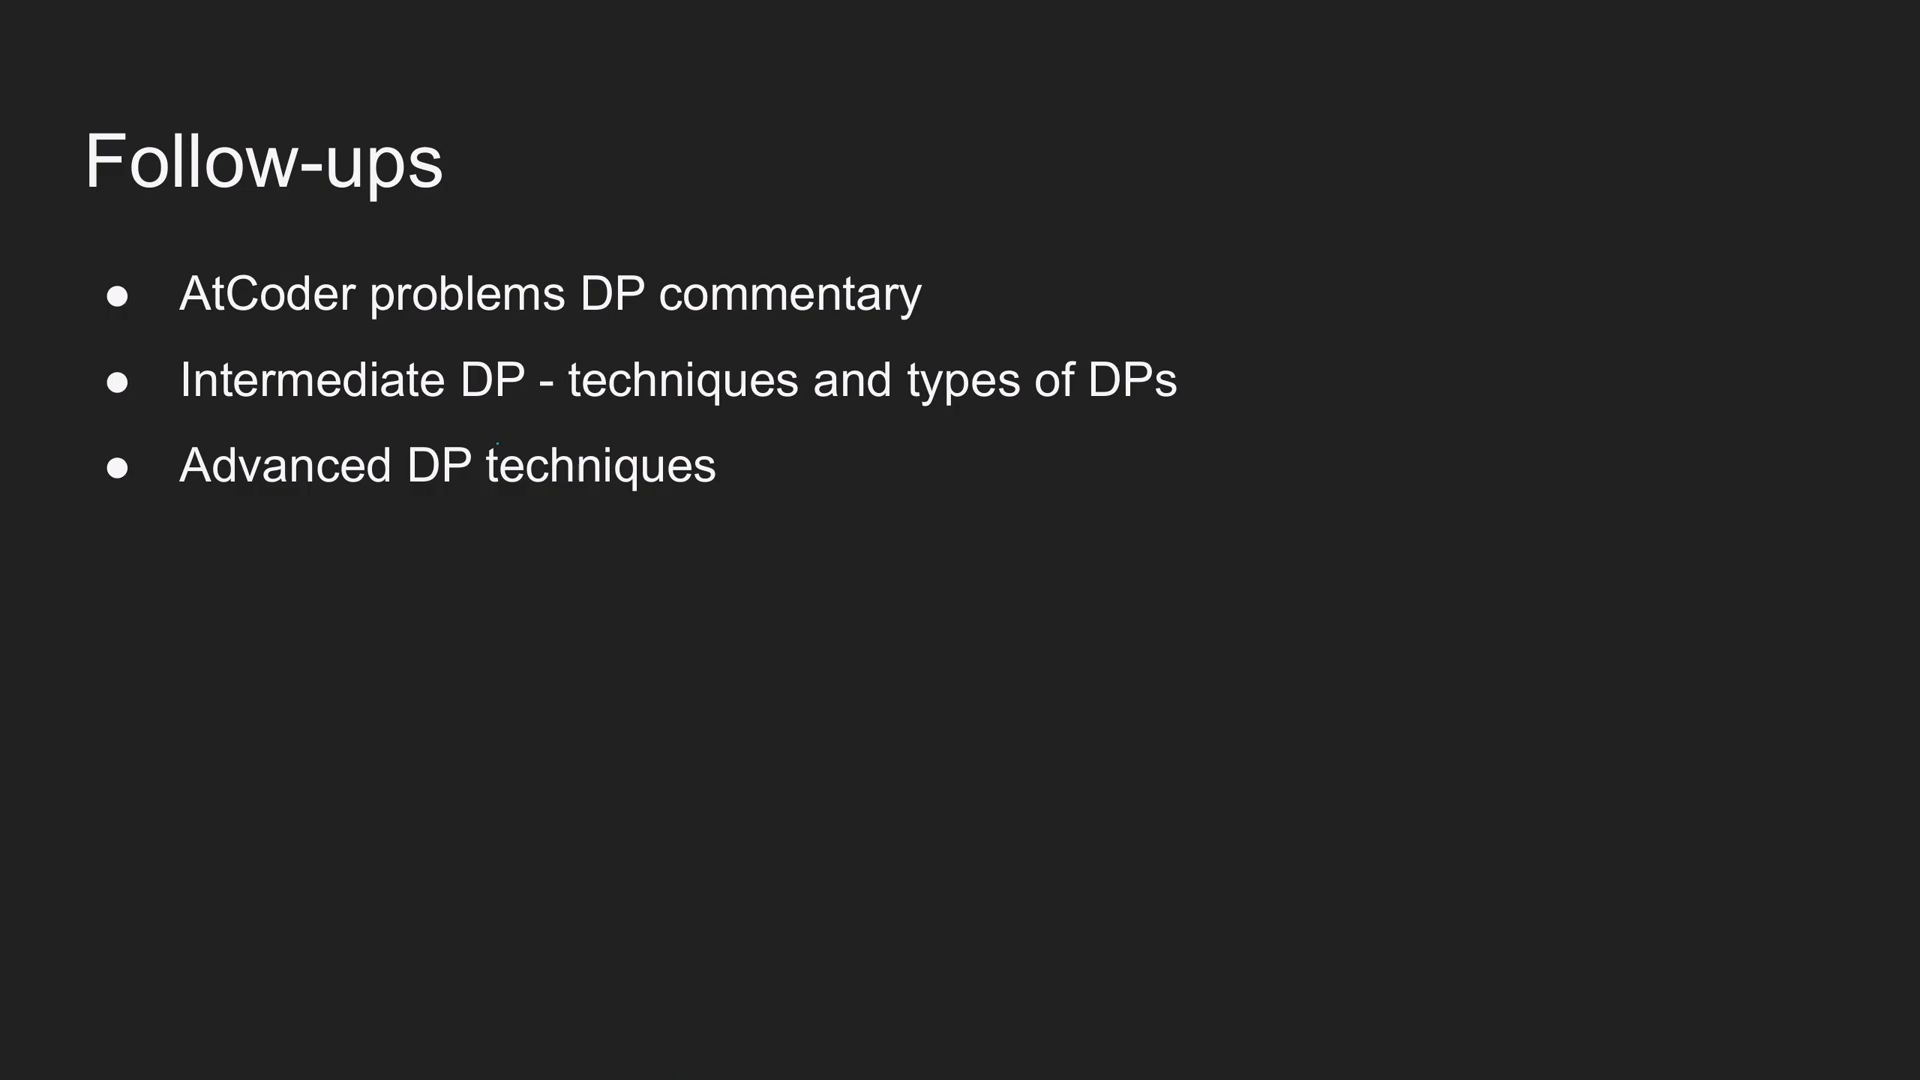 Follow-ups
● AtCoder problems DP commentary
● Intermediate DP - techniques and types of DPs
● Advanced DP techniques